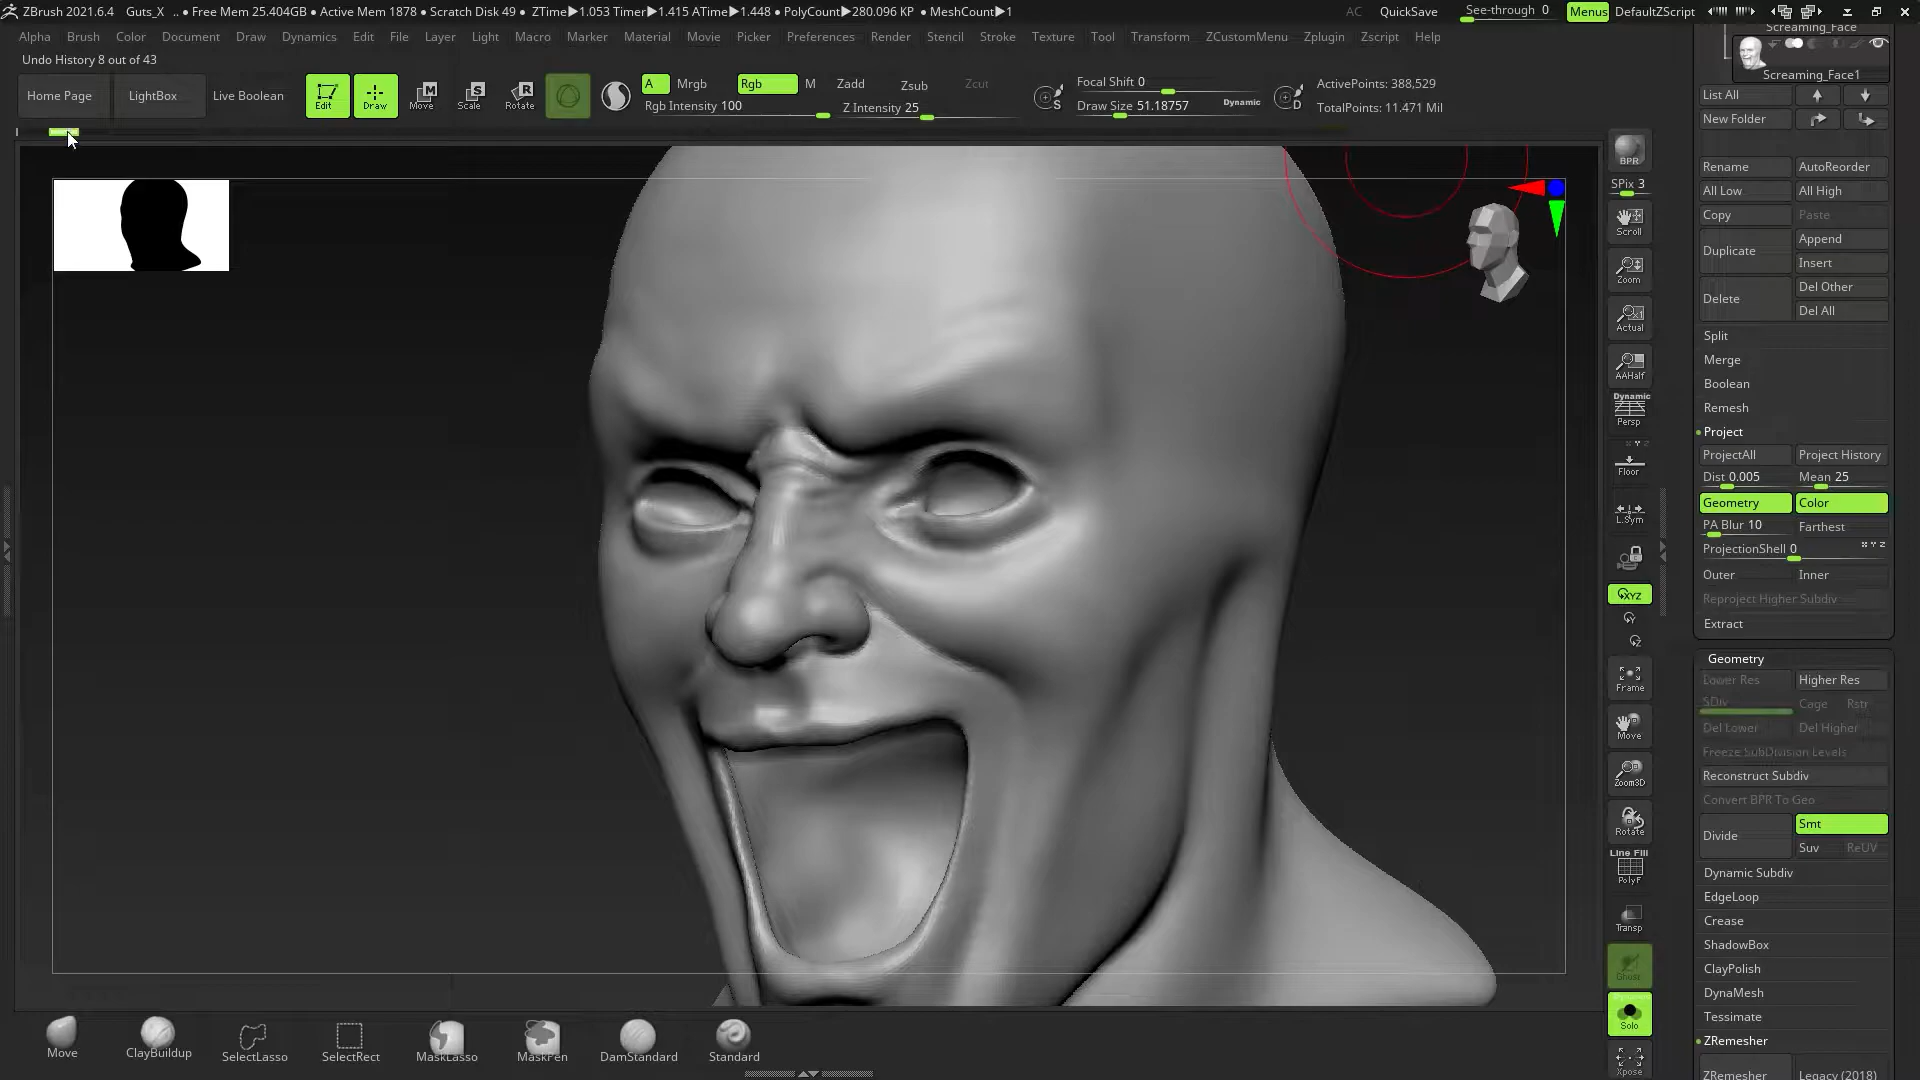 ZBrush 2021.6.4 Guts_X .. ● Free Mem 25.404GB ● Active Mem 1878 ● Scratch Disk 49 ● ZTime▶1.053 Timer▶1.415 ATime▶1.448 ● PolyCount▶280.096 KP ● MeshCount▶1
AC QuickSave See-through 0 Menus DefaultZScript
Alpha Brush Color Document Draw Dynamics Edit File Layer Light Macro Marker Material Movie Picker Preferences Render Stencil Stroke Texture Tool Transform ZCustomMenu Zplugin Zscript Help
Undo History 8 out of 43
Home Page LightBox Live Boolean Edit Draw Move Scale Rotate
A Mrgb Rgb M Zadd Zsub Zcut
Rgb Intensity 100 Z Intensity 25
Focal Shift 0
Draw Size 51.18757 Dynamic
S D
ActivePoints: 388,529
TotalPoints: 11.471 Mil
BPR
SPix 3
Scroll
Zoom
Actual
AAHalf
Dynamic
Persp
Floor
L.Sym
XYZ
Frame
Move
Zoom3D
Rotate
Line Fill
PolyF
Transp
Ghost
Solo
Xpose
Screaming_Face
Screaming_Face1
List All
New Folder
Rename AutoReorder
All Low All High
Copy Paste
Duplicate Append
Insert
Delete Del Other
Del All
Split
Merge
Boolean
Remesh
Project
ProjectAll Project History
Dist 0.005 Mean 25
Geometry Color
PA Blur 10 Farthest
ProjectionShell 0 X Y Z
Outer Inner
Reproject Higher Subdiv
Extract
Geometry
Lower Res Higher Res
SDiv Cage Rstr
Del Lower Del Higher
Freeze SubDivision Levels
Reconstruct Subdiv
Convert BPR To Geo
Divide Smt
Suv ReUV
Dynamic Subdiv
EdgeLoop
Crease
ShadowBox
ClayPolish
DynaMesh
Tessimate
ZRemesher
ZRemesher Legacy (2018)
Move ClayBuildup SelectLasso SelectRect MaskLasso MaskPen DamStandard Standard